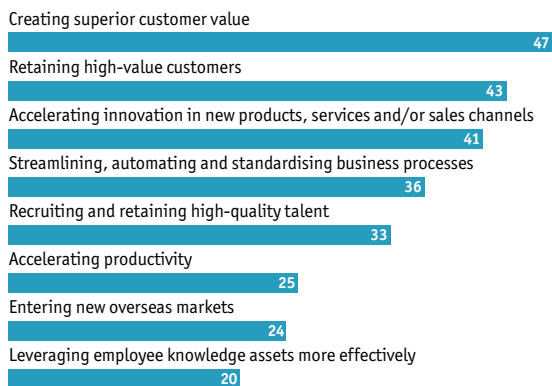 Creating superior customer value
47
Retaining high-value customers
43
Accelerating innovation in new products, services and/or sales channels
41
Streamlining, automating and standardising business processes
36
Recruiting and retaining high-quality talent
33
Accelerating productivity
25
Entering new overseas markets
24
Leveraging employee knowledge assets more effectively
20